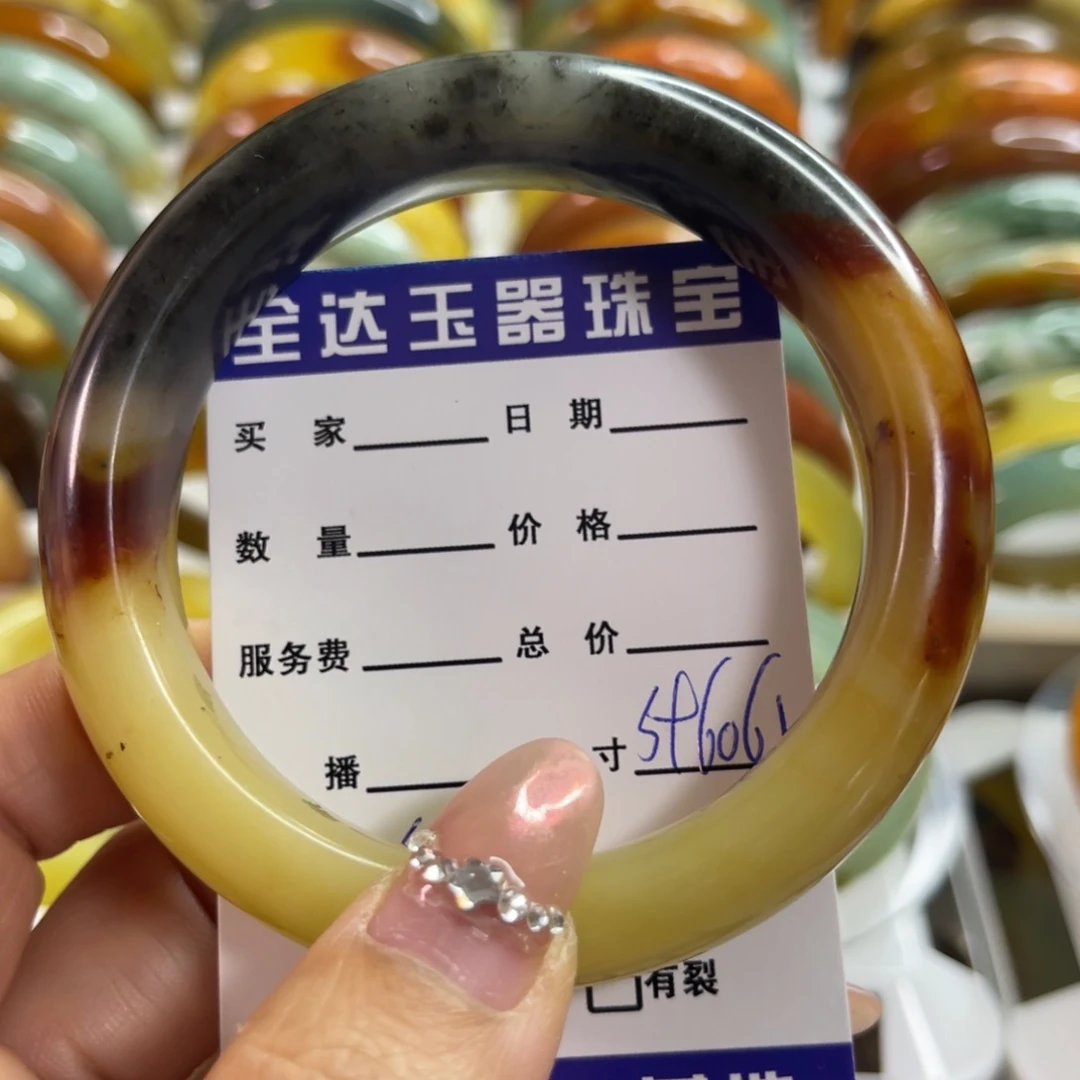 全达玉器珠宝
买 家 日 期
数 量 价 格
服务费 总 价
播 寸
有裂